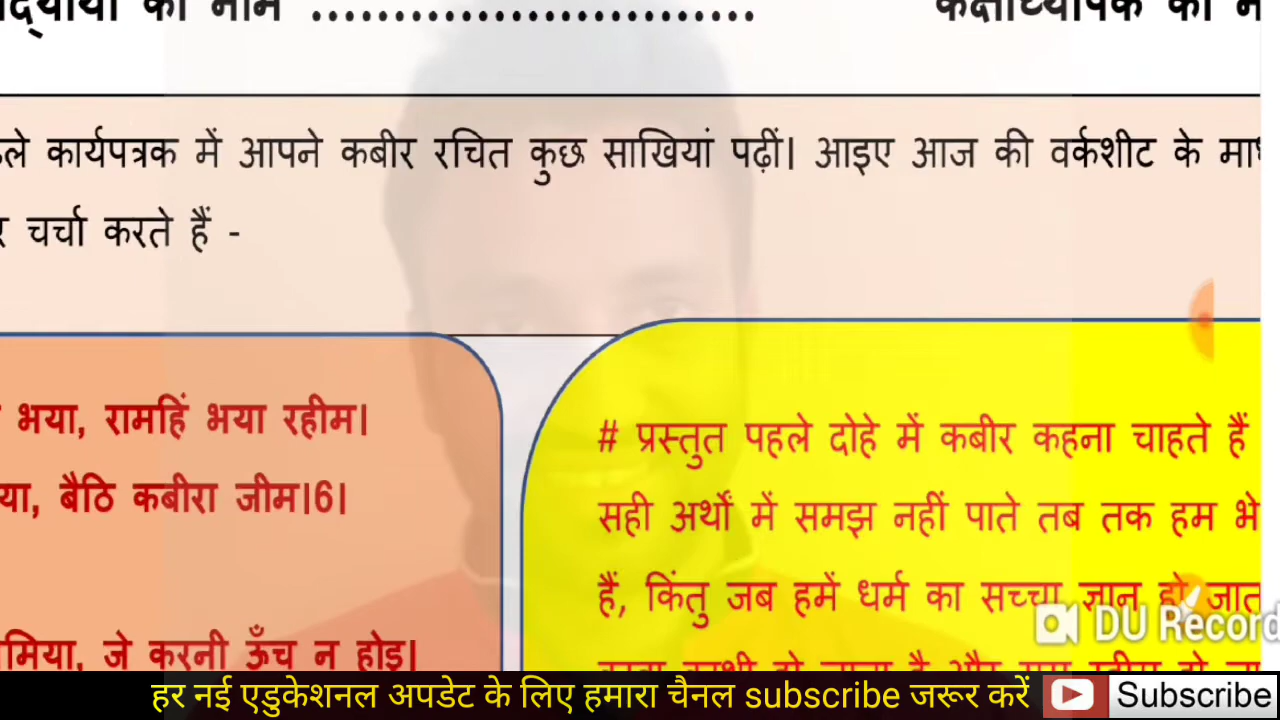 का नाम ..............................
कक्षाध्यापक का
कार्यपत्रक में आपने कबीर रचित कुछ साखियां पढ़ीं। आइए आज की वर्कशीट के
चर्चा करते हैं -
भया, रामहिं भया रहीम।
बैठि कबीरा जीम।6।
जे करनी ऊँच न होइ।
# प्रस्तुत पहले दोहे में कबीर कहना चाहते हैं
सही अर्थों में समझ नहीं पाते तब तक हम
हैं, किंतु जब हमें धर्म का सच्चा ज्ञान हो
DU Recorde
हर नई एडुकेशनल अपडेट के लिए हमारा चैनल subscribe जरूर करें
Subscribe